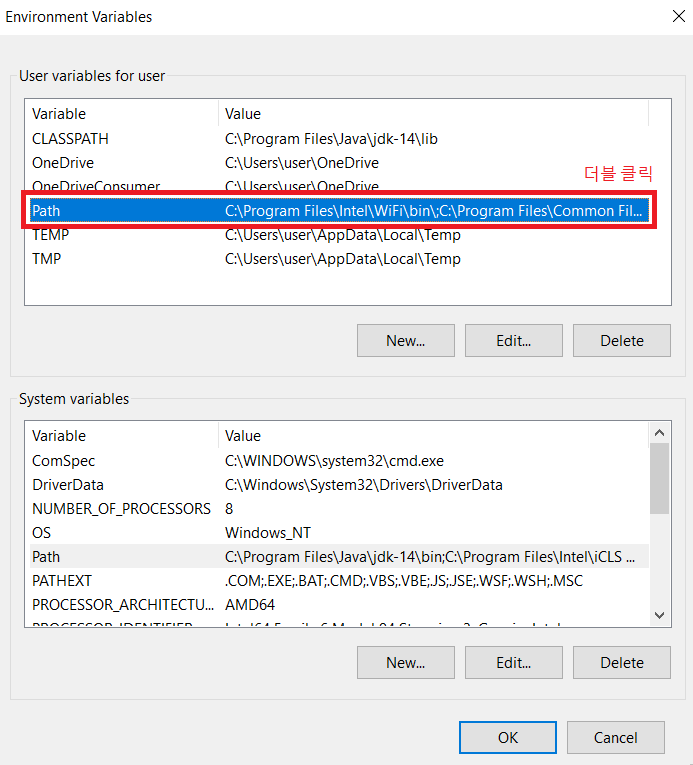 Environment Variables
User variables for user
Variable Value
CLASSPATH C:\Program Files\Java\jdk-14\lib
OneDrive C:\Users\user\OneDrive
더블 클릭
OneDriveConsumer C:\Users\user\OneDrive
Path C:\Program Files\Intel\WiFi\bin\;C:\Program Files\Common Fil...
TEMP C:\Users\user\AppData\Local\Temp
TMP C:\Users\user\AppData\Local\Temp
New... Edit... Delete
System variables
Variable Value
ComSpec C:\WINDOWS\system32\cmd.exe
DriverData C:\Windows\System32\Drivers\DriverData
NUMBER_OF_PROCESSORS 8
OS Windows_NT
Path C:\Program Files\Java\jdk-14\bin;C:\Program Files\Intel\iCLS ...
PATHEXT .COM;.EXE;.BAT;.CMD;.VBS;.VBE;.JS;.JSE;.WSF;.WSH;.MSC
PROCESSOR_ARCHITECTU... AMD64
New... Edit... Delete
OK Cancel